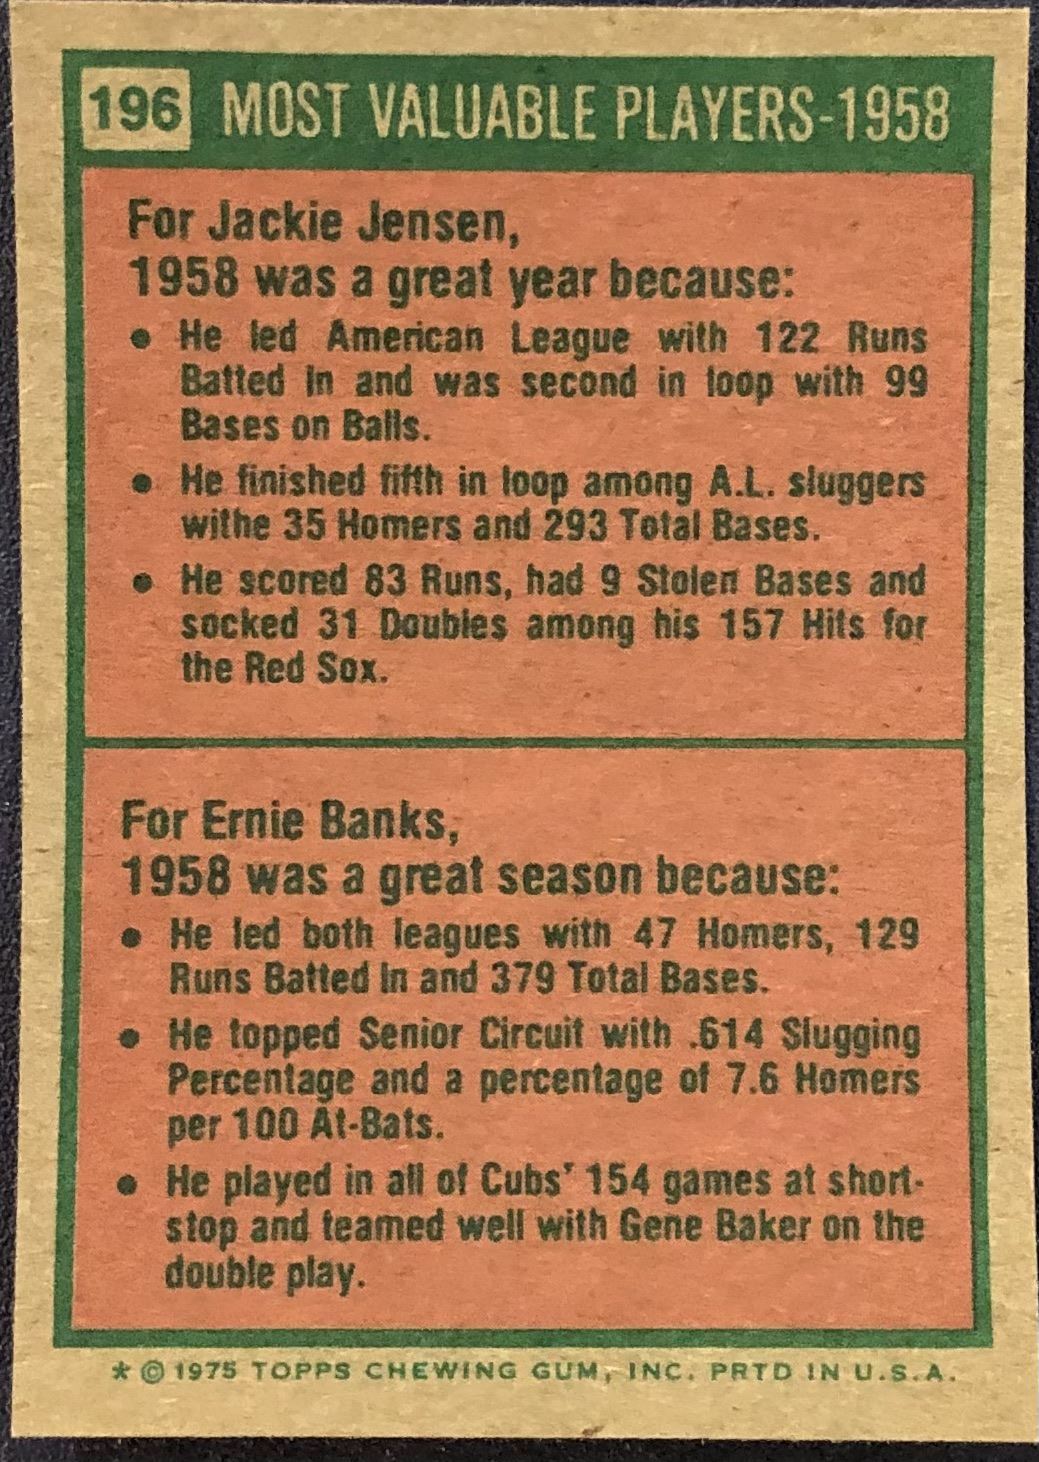 196 MOST VALUABLE PLAYERS-1958
For Jackie Jensen,
1958 was a great year because:
• He led American League with 122 Runs
Batted In and was second in loop with 99
Bases on Balls.
• He finished fifth in loop among A.L. sluggers
withe 35 Homers and 293 Total Bases.
• He scored 83 Runs, had 9 Stolen Bases and
socked 31 Doubles among his 157 Hits for
the Red Sox.
For Ernie Banks,
1958 was a great season because:
• He led both leagues with 47 Homers, 129
Runs Batted In and 379 Total Bases.
• He topped Senior Circuit with .614 Slugging
Percentage and a percentage of 7.6 Homers
per 100 At-Bats.
• He played in all of Cubs' 154 games at short-
stop and teamed well with Gene Baker on the
double play.
* © 1975 TOPPS CHEWING GUM, INC. PRTD IN U.S.A.